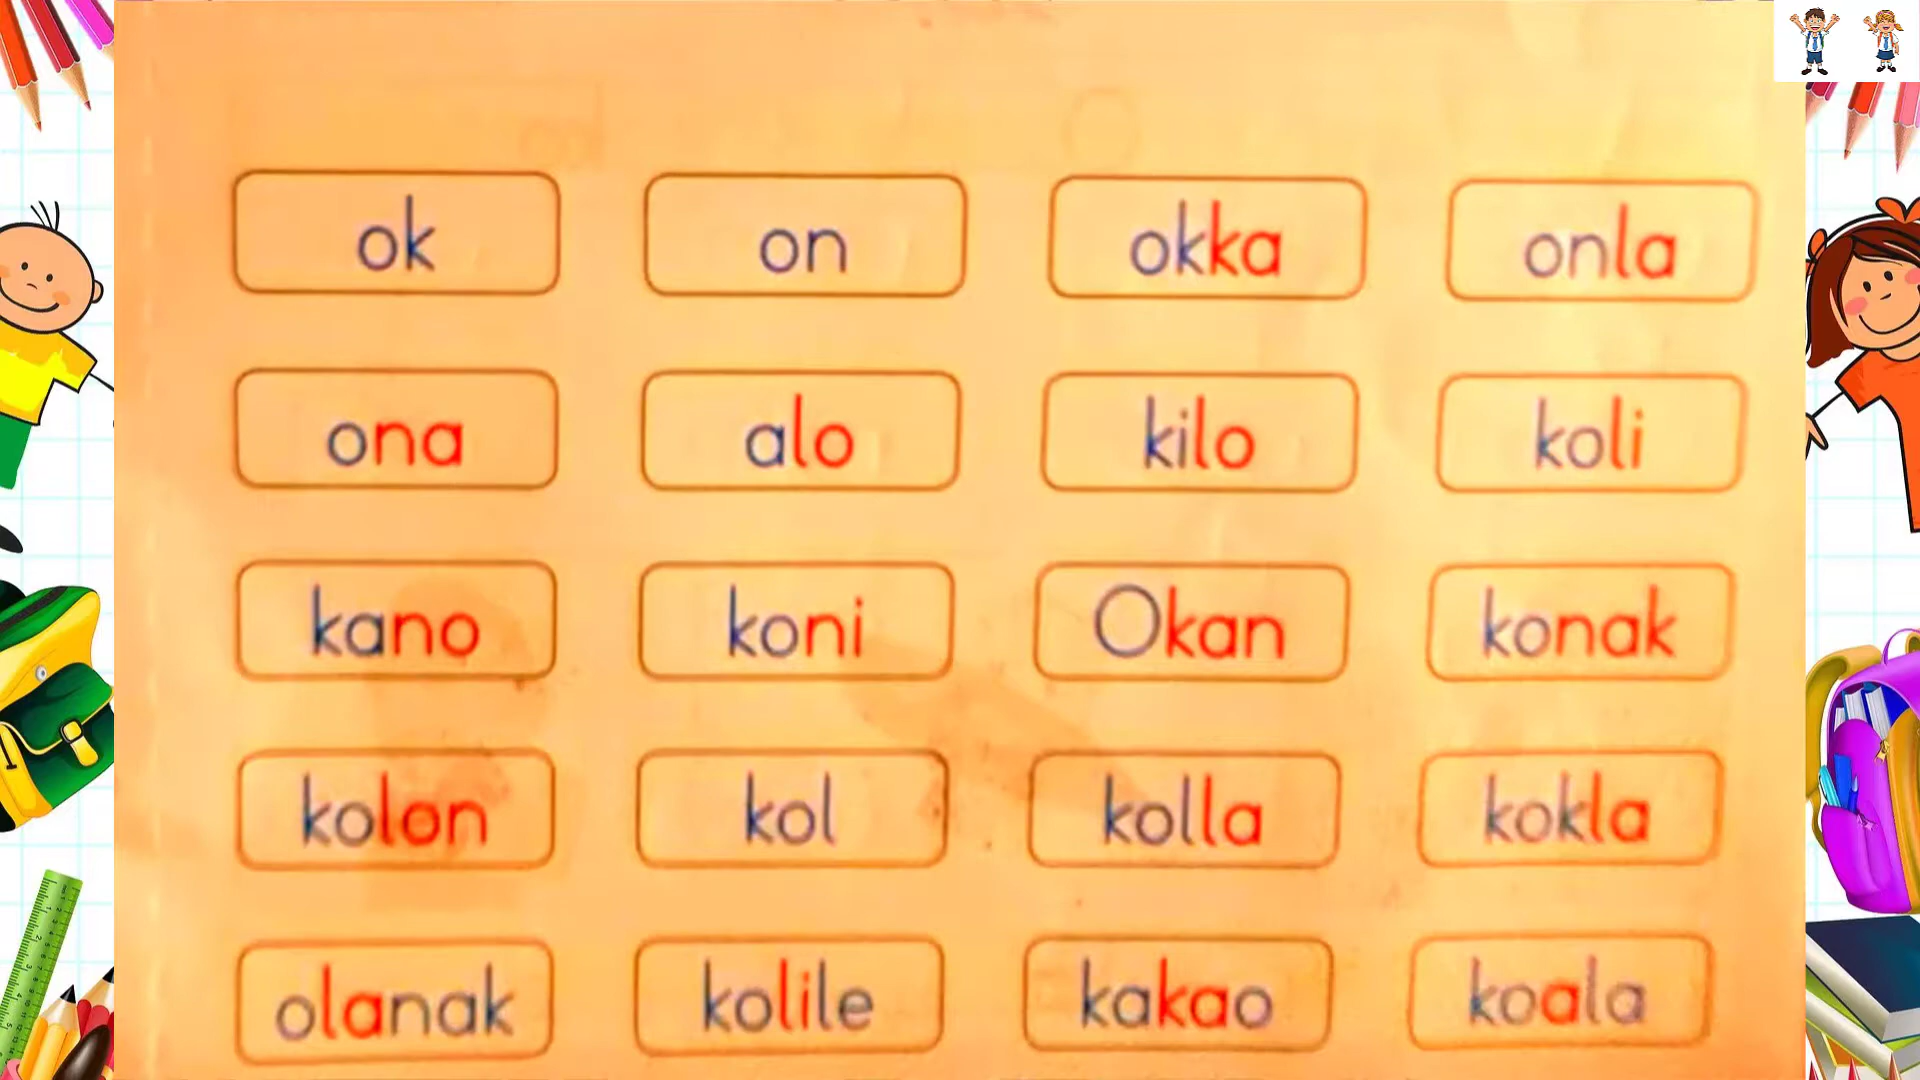 ok on okka onla
ona alo kilo koli
kano koni Okan konak
kolon kol kolla kokla
olanak kolile kakao koala